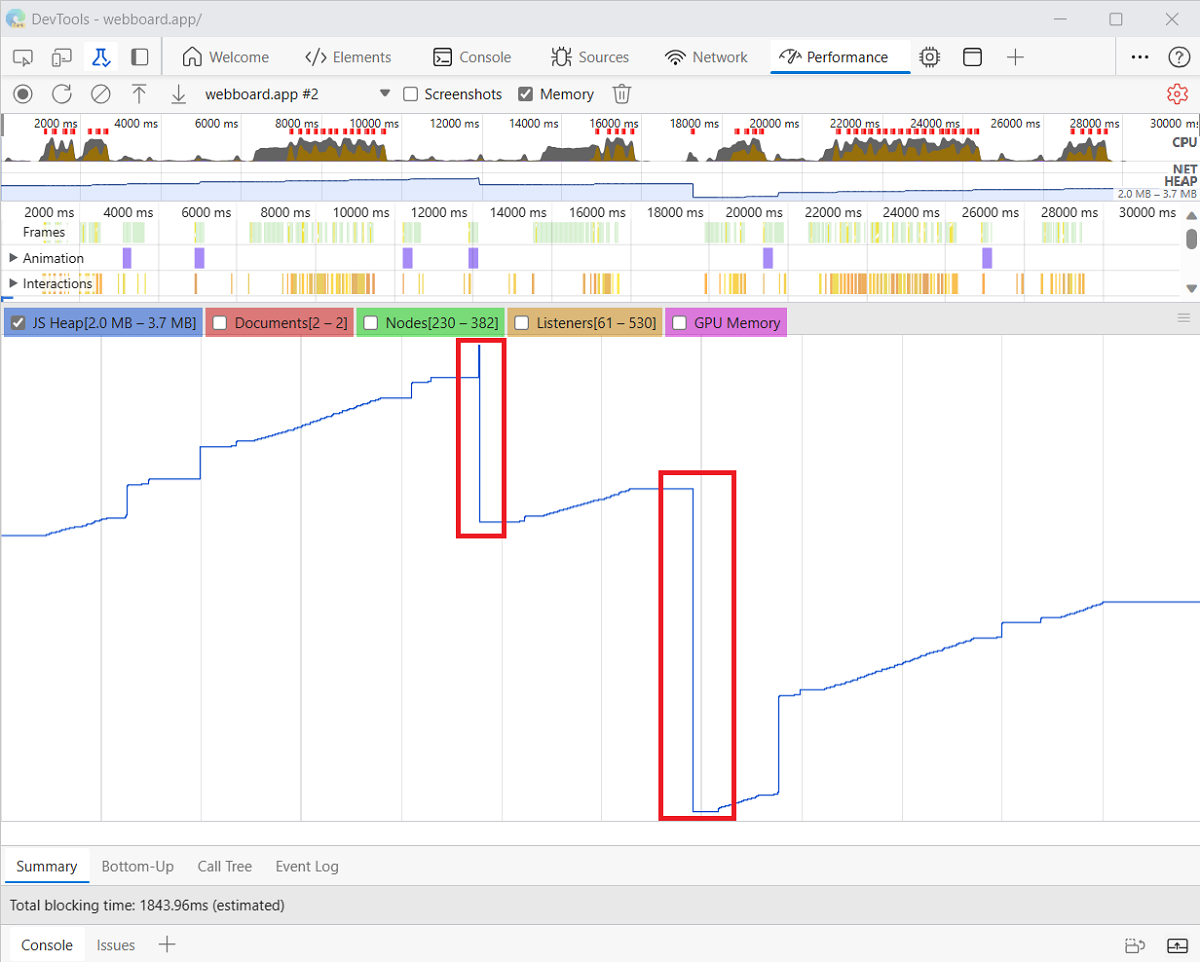 DevTools - webboard.app/
Welcome Elements Console Sources Network Performance
webboard.app #2 Screenshots Memory
2000 ms 4000 ms 6000 ms 8000 ms 10000 ms 12000 ms 14000 ms 16000 ms 18000 ms 20000 ms 22000 ms 24000 ms 26000 ms 28000 ms 30000 ms
CPU
NET
HEAP
2.0 MB – 3.7 MB
2000 ms 4000 ms 6000 ms 8000 ms 10000 ms 12000 ms 14000 ms 16000 ms 18000 ms 20000 ms 22000 ms 24000 ms 26000 ms 28000 ms 30000 ms
Frames
Animation
Interactions
JS Heap[2.0 MB – 3.7 MB] Documents[2 – 2] Nodes[230 – 382] Listeners[61 – 530] GPU Memory
Summary Bottom-Up Call Tree Event Log
Total blocking time: 1843.96ms (estimated)
Console Issues